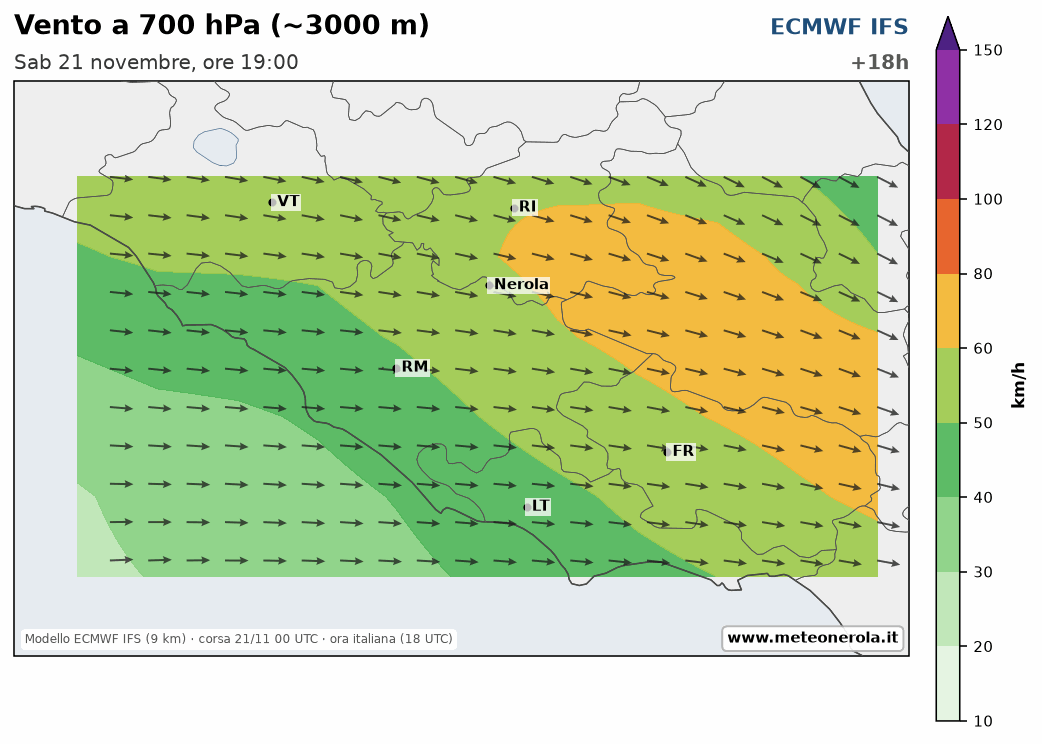 Vento a 700 hPa (~3000 m)
ECMWF IFS
Sab 21 novembre, ore 19:00
+18h
150
120
100
80
60
50
40
30
20
10
km/h
VT
RI
Nerola
RM
FR
LT
Modello ECMWF IFS (9 km) · corsa 21/11 00 UTC · ora italiana (18 UTC)
www.meteonerola.it